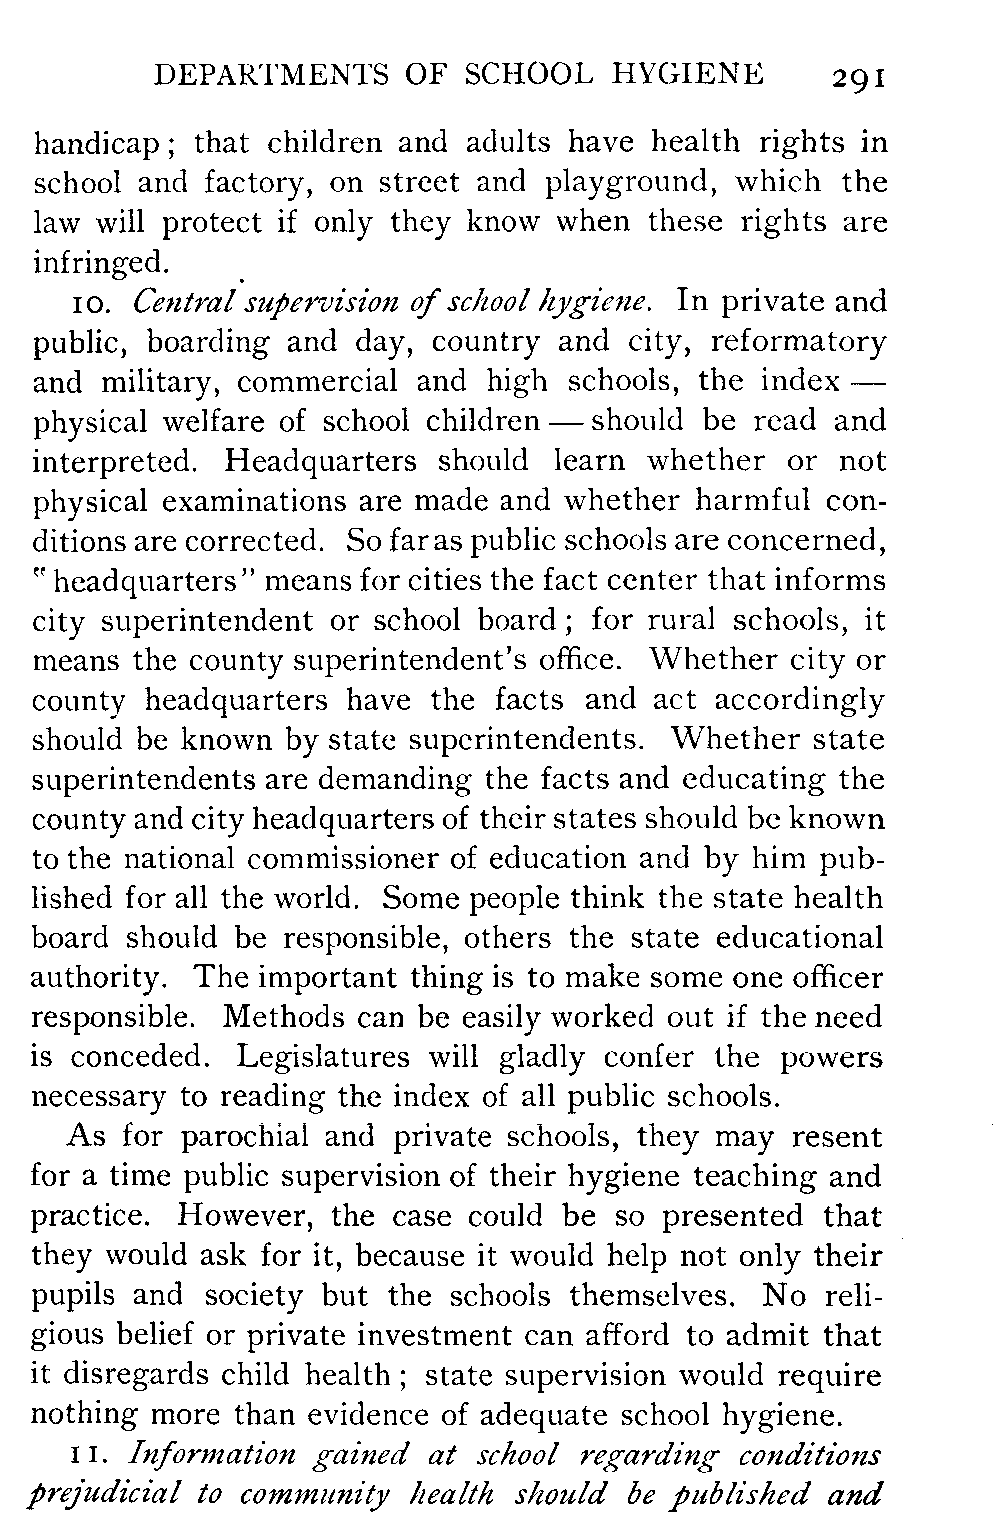 DEPARTMENTS OF SCHOOL HYGIENE 291
handicap; that children and adults have health rights in
school and factory, on street and playground, which the
law will protect if only they know when these rights are
infringed.
10. Central supervision of school hygiene. In private and
public, boarding and day, country and city, reformatory
and military, commercial and high schools, the index —
physical welfare of school children — should be read and
interpreted. Headquarters should learn whether or not
physical examinations are made and whether harmful con-
ditions are corrected. So far as public schools are concerned,
"headquarters" means for cities the fact center that informs
city superintendent or school board; for rural schools, it
means the county superintendent's office. Whether city or
county headquarters have the facts and act accordingly
should be known by state superintendents. Whether state
superintendents are demanding the facts and educating the
county and city headquarters of their states should be known
to the national commissioner of education and by him pub-
lished for all the world. Some people think the state health
board should be responsible, others the state educational
authority. The important thing is to make some one officer
responsible. Methods can be easily worked out if the need
is conceded. Legislatures will gladly confer the powers
necessary to reading the index of all public schools.
As for parochial and private schools, they may resent
for a time public supervision of their hygiene teaching and
practice. However, the case could be so presented that
they would ask for it, because it would help not only their
pupils and society but the schools themselves. No reli-
gious belief or private investment can afford to admit that
it disregards child health; state supervision would require
nothing more than evidence of adequate school hygiene.
11. Information gained at school regarding conditions
prejudicial to community health should be published and